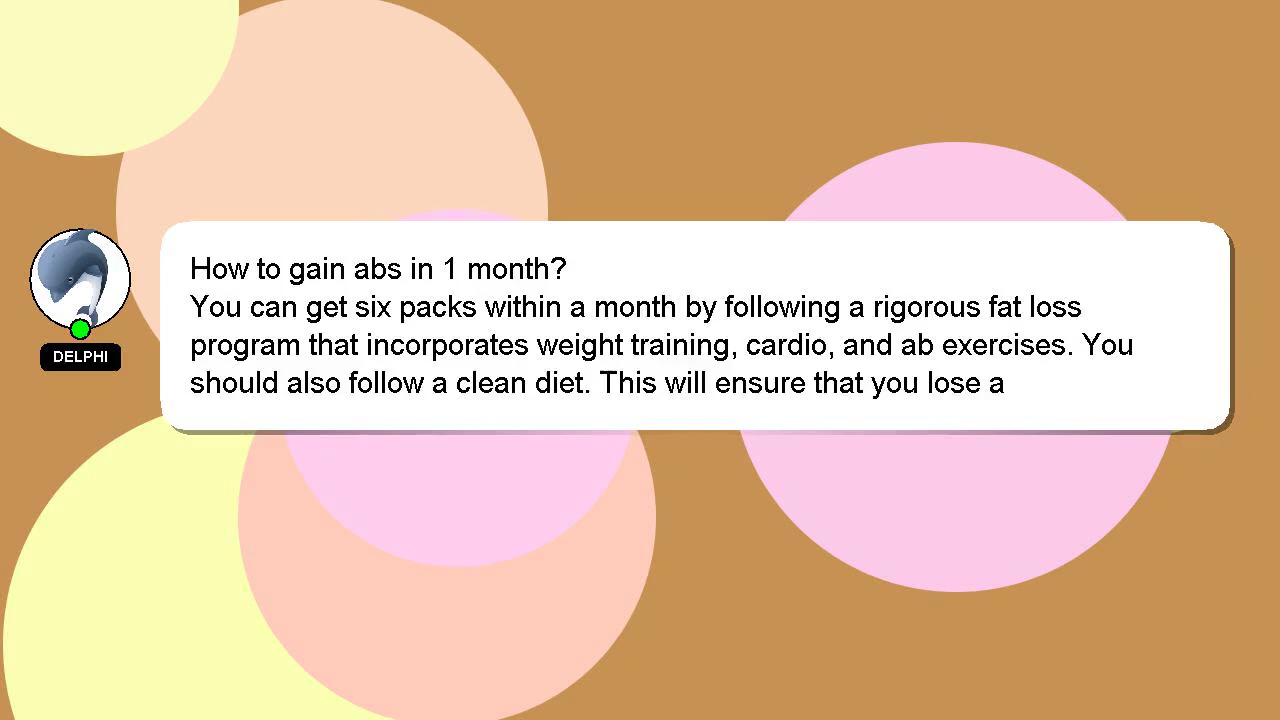 How to gain abs in 1 month?
You can get six packs within a month by following a rigorous fat loss
program that incorporates weight training, cardio, and ab exercises. You
should also follow a clean diet. This will ensure that you lose a
DELPHI